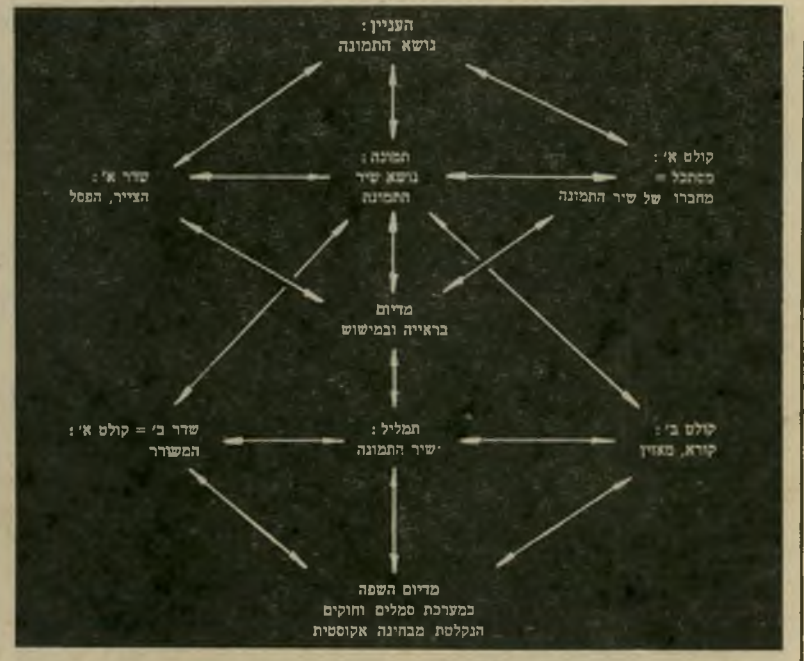 העניין:
נושא התמונה
קולט א׳:
מסתכל =
מחברו של שיר התמונה
תמונה:
נושא שיר
התמונה
שדר א׳:
הצייר, הפסל
מדיום
בראייה ובמישוש
קולט ב׳:
קורא, מאזין
תמליל:
שיר התמונה
שדר ב׳ = קולט א׳:
המשורר
מדיום השפה
כמערכת סמלים וחוקים
הנקלטת מבחינה אקוסטית